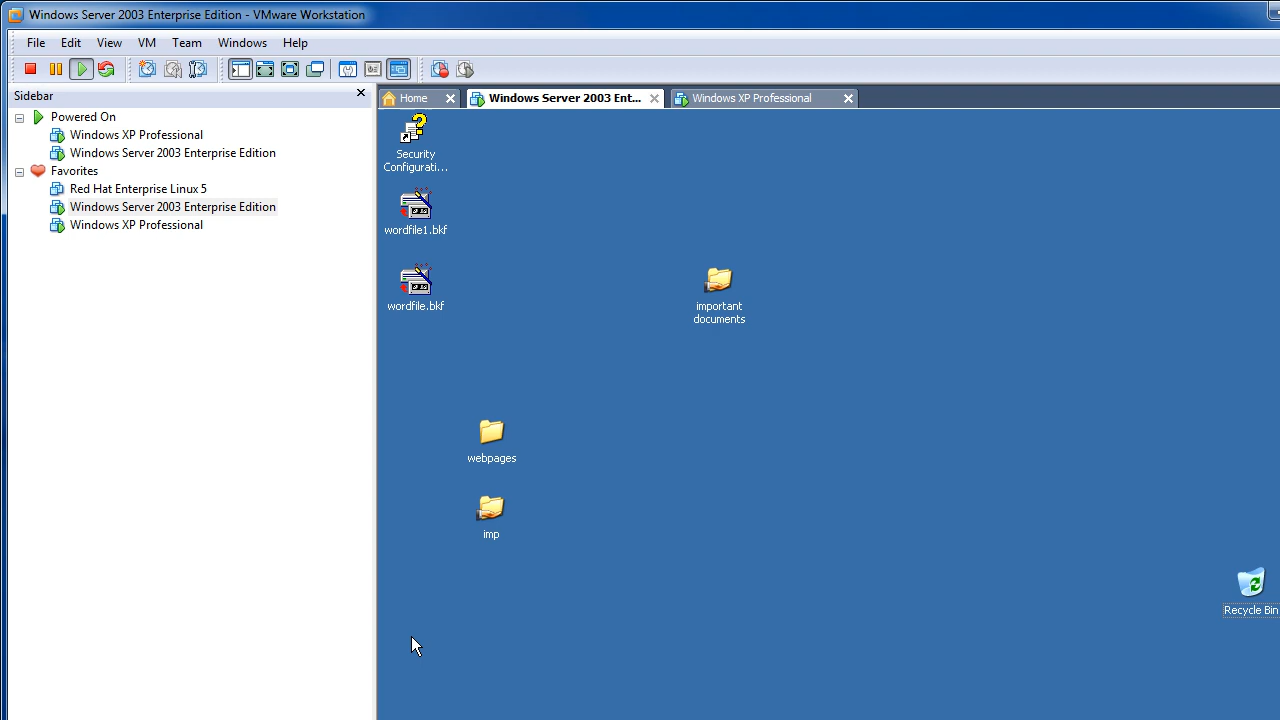 Windows Server 2003 Enterprise Edition - VMware Workstation
File Edit View VM Team Windows Help
Sidebar
Home
Windows Server 2003 Ent...
Windows XP Professional
Powered On
Windows XP Professional
Windows Server 2003 Enterprise Edition
Favorites
Red Hat Enterprise Linux 5
Windows Server 2003 Enterprise Edition
Windows XP Professional
Security
Configurati...
wordfile1.bkf
wordfile.bkf
important
documents
webpages
imp
Recycle Bin